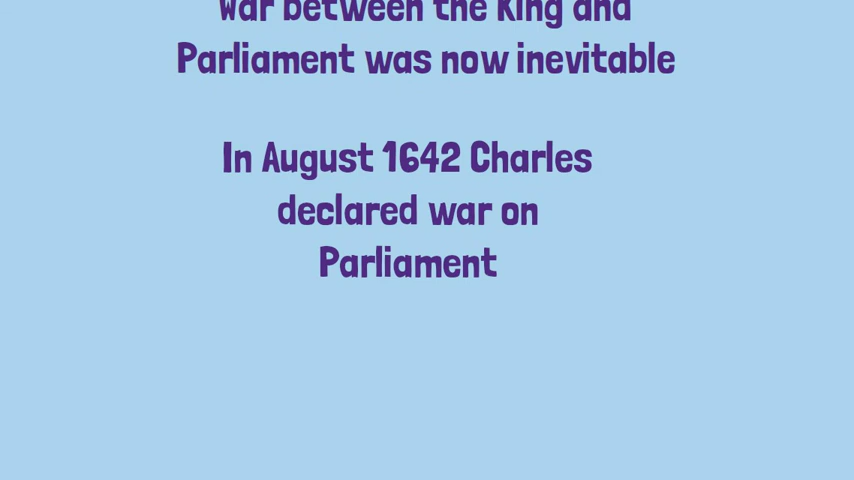 War between the King and
Parliament was now inevitable
In August 1642 Charles
declared war on
Parliament